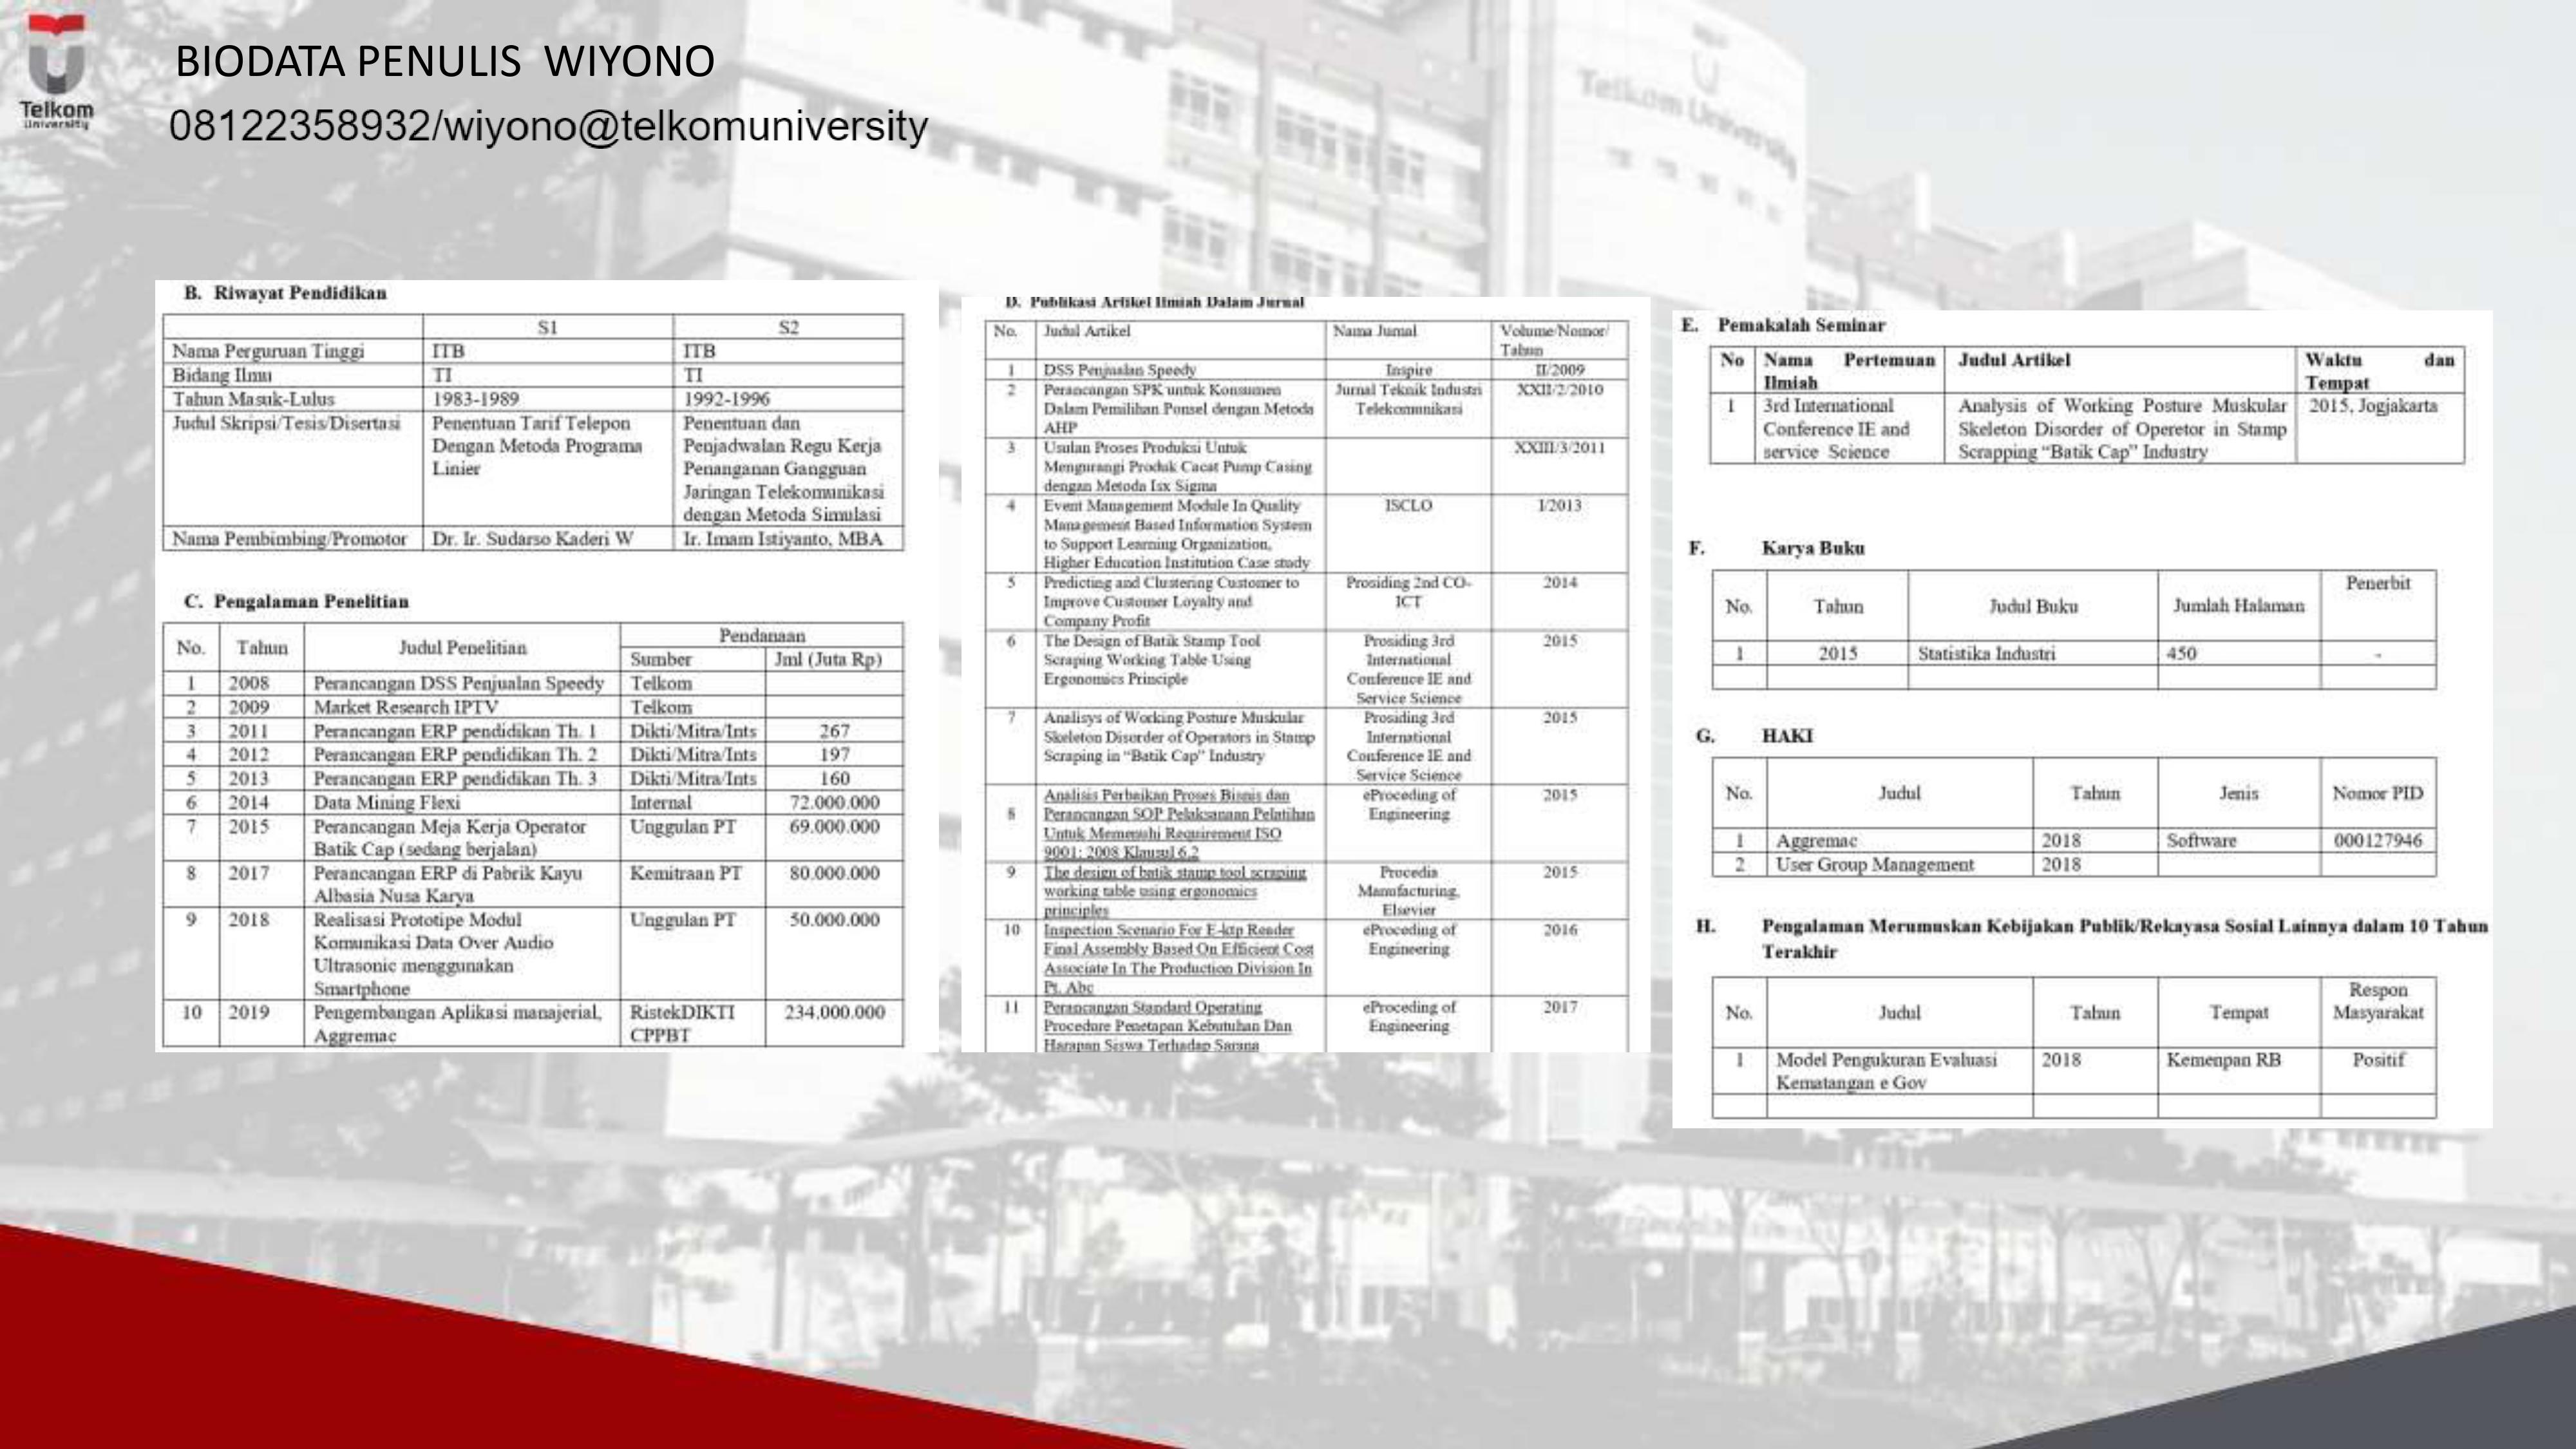 Telkom
University
BIODATA PENULIS WIYONO
08122358932/wiyono@telkomuniversity
Telkom University
B. Riwayat Pendidikan
S1 S2
Nama Perguruan Tinggi ITB ITB
Bidang Ilmu TI TI
Tahun Masuk-Lulus 1983-1989 1992-1996
Judul Skripsi/Tesis/Disertasi Penentuan Tarif Telepon Penentuan dan
Dengan Metoda Programa Penjadwalan Regu Kerja
Linier Penanganan Gangguan
Jaringan Telekomunikasi
dengan Metoda Simulasi
Nama Pembimbing/Promotor Dr. Ir. Sudarso Kaderi W Ir. Imam Istiyanto, MBA
C. Pengalaman Penelitian
No. Tahun Judul Penelitian Pendanaan
Sumber Jml (Juta Rp)
1 2008 Perancangan DSS Penjualan Speedy Telkom
2 2009 Market Research IPTV Telkom
3 2011 Perancangan ERP pendidikan Th. 1 Dikti/Mitra/Ints 267
4 2012 Perancangan ERP pendidikan Th. 2 Dikti/Mitra/Ints 197
5 2013 Perancangan ERP pendidikan Th. 3 Dikti/Mitra/Ints 160
6 2014 Data Mining Flexi Internal 72.000.000
7 2015 Perancangan Meja Kerja Operator Unggulan PT 69.000.000
Batik Cap (sedang berjalan)
8 2017 Perancangan ERP di Pabrik Kayu Kemitraan PT 80.000.000
Albasia Nusa Karya
9 2018 Realisasi Prototipe Modul Unggulan PT 50.000.000
Komunikasi Data Over Audio
Ultrasonic menggunakan
Smartphone
10 2019 Pengembangan Aplikasi manajerial, RistekDIKTI 234.000.000
Aggremac CPPBT
D. Publikasi Artikel Ilmiah Dalam Jurnal
No. Judul Artikel Nama Jurnal Volume/Nomor/
Tahun
1 DSS Penjualan Speedy Inspire II/2009
2 Perancangan SPK untuk Konsumen Jurnal Teknik Industri XXII/2/2010
Dalam Pemilihan Ponsel dengan Metoda Telekomunikasi
AHP
3 Usulan Proses Produksi Untuk XXIII/3/2011
Mengurangi Produk Cacat Pump Casing
dengan Metoda Isx Sigma
4 Event Management Module In Quality ISCLO I/2013
Management Based Information System
to Support Learning Organization,
Higher Education Institution Case study
5 Predicting and Clustering Customer to Prosiding 2nd CO- 2014
Improve Customer Loyalty and ICT
Company Profit
6 The Design of Batik Stamp Tool Prosiding 3rd 2015
Scraping Working Table Using International
Ergonomics Principle Conference IE and
Service Science
7 Analisys of Working Posture Muskular Prosiding 3rd 2015
Skeleton Disorder of Operators in Stamp International
Scraping in “Batik Cap” Industry Conference IE and
Service Science
8 Analisis Perbaikan Proses Bisnis dan eProceding of 2015
Perancangan SOP Pelaksanaan Pelatihan Engineering
Untuk Memenuhi Requirement ISO
9001: 2008 Klausul 6.2
9 The design of batik stamp tool scraping Procedia 2015
working table using ergonomics Manufacturing,
principles Elsevier
10 Inspection Scenario For E-ktp Reader eProceding of 2016
Final Assembly Based On Efficient Cost Engineering
Associate In The Production Division In
Pt. Abc
11 Perancangan Standard Operating eProceding of 2017
Procedure Penetapan Kebutuhan Dan Engineering
Harapan Siswa Terhadap Sarana
E. Pemakalah Seminar
No Nama Pertemuan Judul Artikel Waktu dan
Ilmiah Tempat
1 3rd International Analysis of Working Posture Muskular 2015, Jogjakarta
Conference IE and Skeleton Disorder of Operetor in Stamp
service Science Scrapping “Batik Cap” Industry
F. Karya Buku
No. Tahun Judul Buku Jumlah Halaman Penerbit
1 2015 Statistika Industri 450 -
G. HAKI
No. Judul Tahun Jenis Nomor PID
1 Aggremac 2018 Software 000127946
2 User Group Management 2018
H. Pengalaman Merumuskan Kebijakan Publik/Rekayasa Sosial Lainnya dalam 10 Tahun
Terakhir
No. Judul Tahun Tempat Respon
Masyarakat
1 Model Pengukuran Evaluasi 2018 Kemenpan RB Positif
Kematangan e Gov